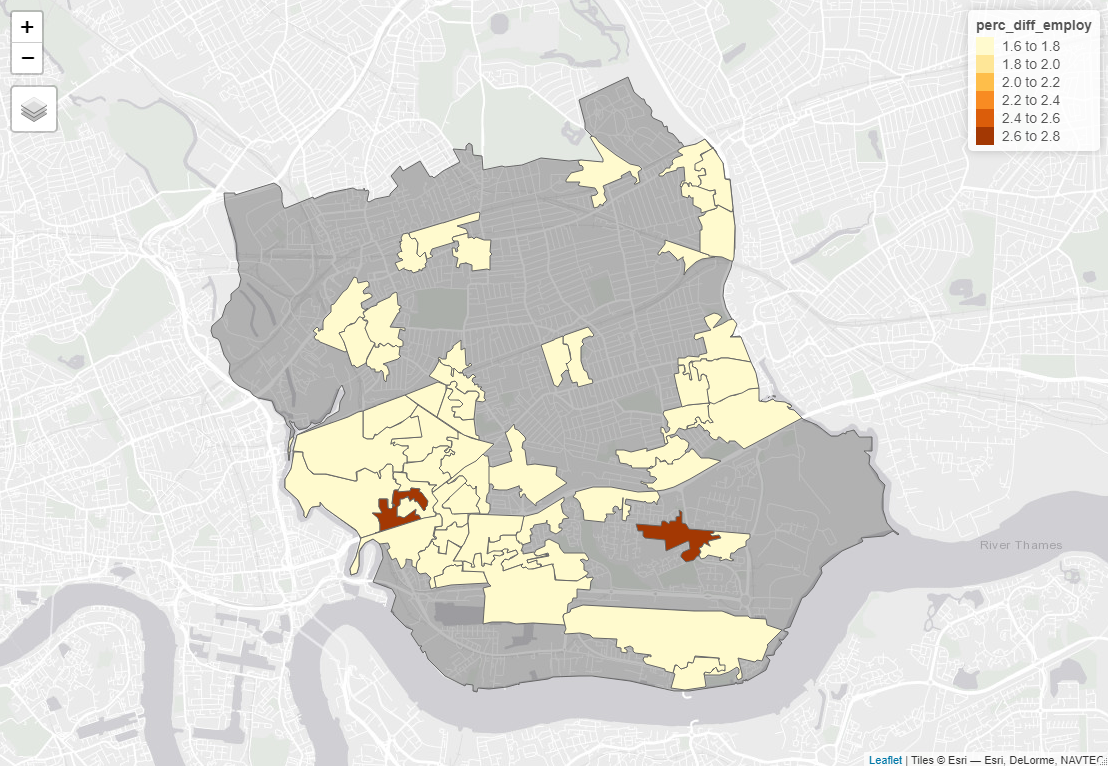 +
−
perc_diff_employ
1.6 to 1.8
1.8 to 2.0
2.0 to 2.2
2.2 to 2.4
2.4 to 2.6
2.6 to 2.8
River Thames
Leaflet | Tiles © Esri — Esri, DeLorme, NAVTEC